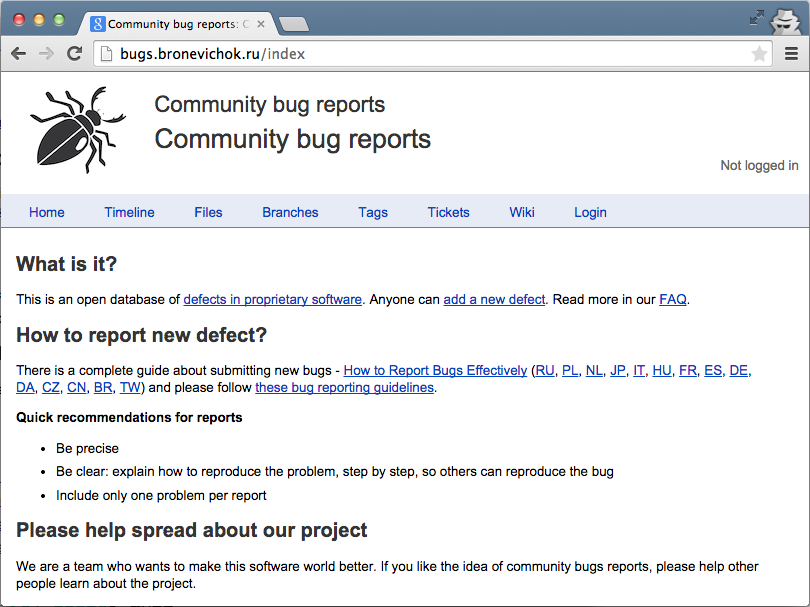 Community bug reports: C
bugs.bronevichok.ru/index
Community bug reports
Community bug reports
Not logged in
Home Timeline Files Branches Tags Tickets Wiki Login
What is it?
This is an open database of defects in proprietary software. Anyone can add a new defect. Read more in our FAQ.
How to report new defect?
There is a complete guide about submitting new bugs - How to Report Bugs Effectively (RU, PL, NL, JP, IT, HU, FR, ES, DE,
DA, CZ, CN, BR, TW) and please follow these bug reporting guidelines.
Quick recommendations for reports
• Be precise
• Be clear: explain how to reproduce the problem, step by step, so others can reproduce the bug
• Include only one problem per report
Please help spread about our project
We are a team who wants to make this software world better. If you like the idea of community bugs reports, please help other
people learn about the project.